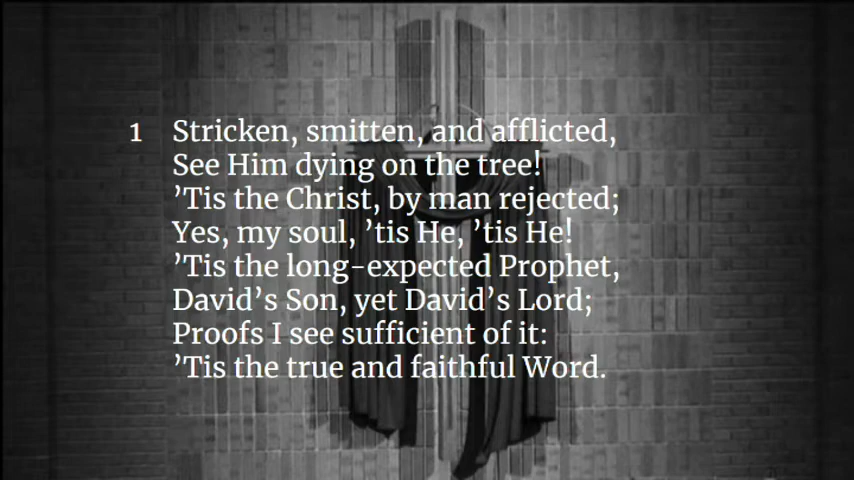 1 Stricken, smitten, and afflicted,
See Him dying on the tree!
’Tis the Christ, by man rejected;
Yes, my soul, ’tis He, ’tis He!
’Tis the long-expected Prophet,
David’s Son, yet David’s Lord;
Proofs I see sufficient of it:
’Tis the true and faithful Word.